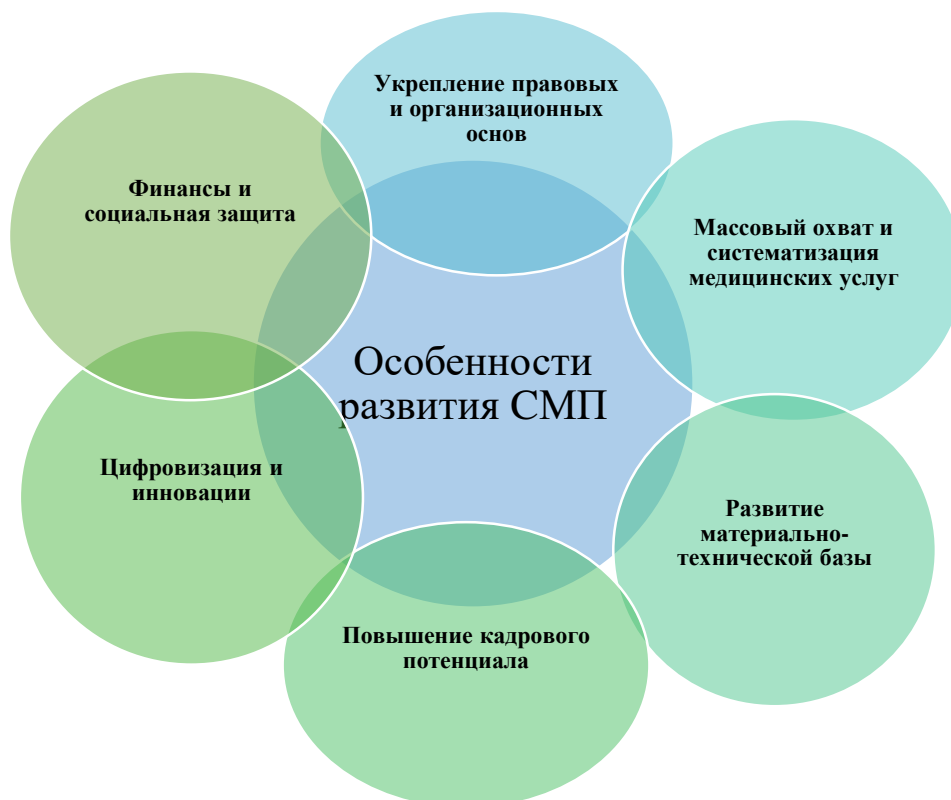 Укрепление правовых
и организационных
основ
Финансы и
социальная защита
Массовый охват и
систематизация
медицинских услуг
Особенности
развития СМП
Цифровизация и
инновации
Развитие
материально-
технической базы
Повышение кадрового
потенциала